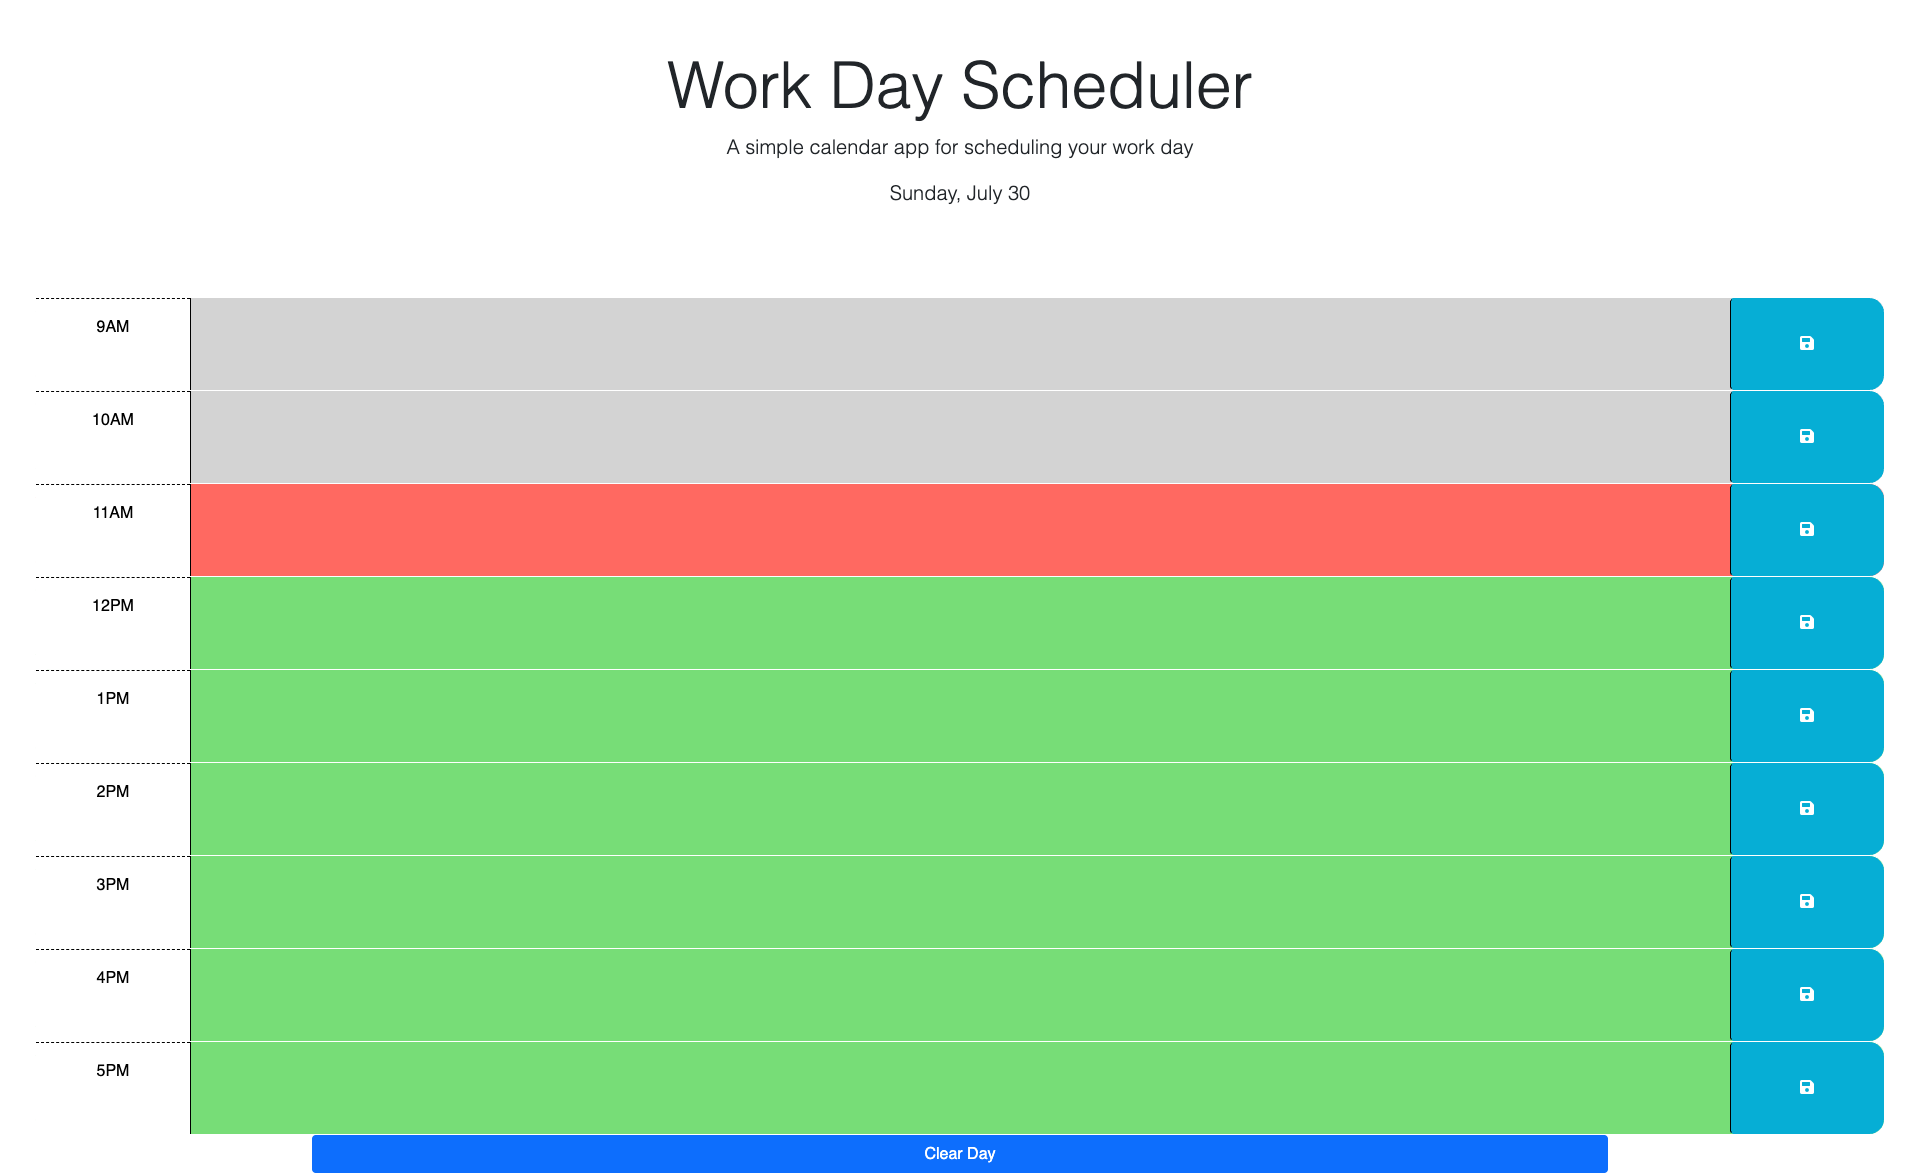 Work Day Scheduler
A simple calendar app for scheduling your work day
Sunday, July 30
9AM
10AM
11AM
12PM
1PM
2PM
3PM
4PM
5PM
Clear Day